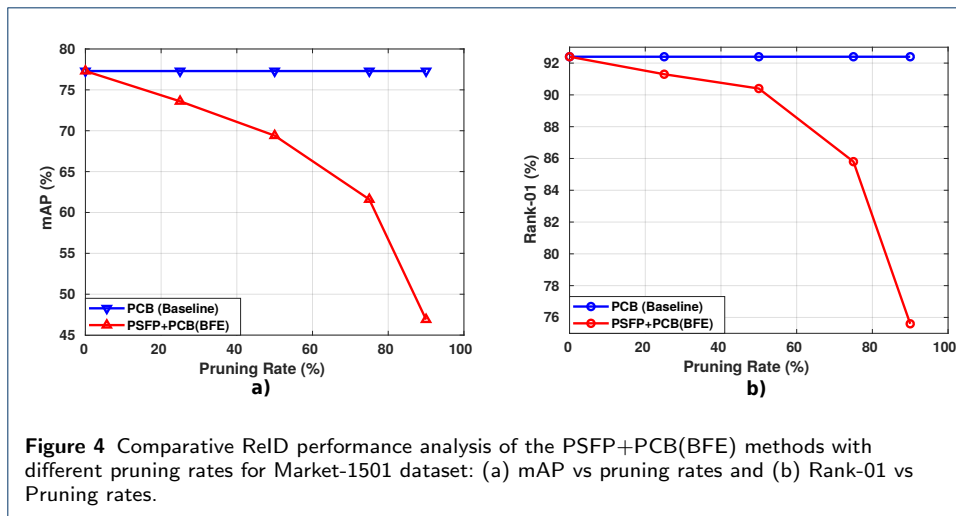 80
75
70
65
60
55
50
45
mAP (%)
PCB (Baseline)
PSFP+PCB(BFE)
0 20 40 60 80 100
Pruning Rate (%)
a)
92
90
88
86
84
82
80
78
76
Rank-01 (%)
PCB (Baseline)
PSFP+PCB(BFE)
0 20 40 60 80 100
Pruning Rate (%)
b)
Figure 4 Comparative ReID performance analysis of the PSFP+PCB(BFE) methods with
different pruning rates for Market-1501 dataset: (a) mAP vs pruning rates and (b) Rank-01 vs
Pruning rates.